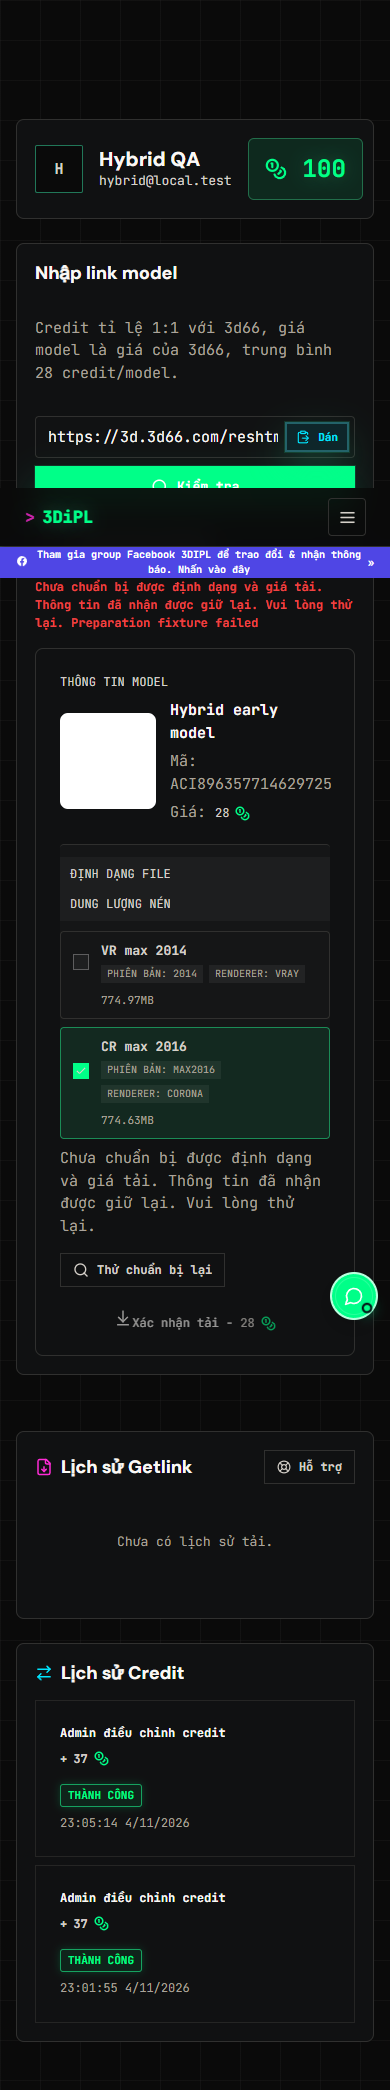 H
Hybrid QA
hybrid@local.test
100
Nhập link model
Credit tỉ lệ 1:1 với 3d66, giá
model là giá của 3d66, trung bình
28 credit/model.
https://3d.3d66.com/reshtm
Dán
Kiểm tra
> 3DiPL
Tham gia group Facebook 3DIPL để trao đổi & nhận thông
báo. Nhấn vào đây
»
Chưa chuẩn bị được định dạng và giá tải.
Thông tin đã nhận được giữ lại. Vui lòng thử
lại. Preparation fixture failed
THÔNG TIN MODEL
Hybrid early
model
Mã:
ACI896357714629725
Giá: 28
ĐỊNH DẠNG FILE
DUNG LƯỢNG NÉN
VR max 2014
PHIÊN BẢN: 2014
RENDERER: VRAY
774.97MB
CR max 2016
PHIÊN BẢN: MAX2016
RENDERER: CORONA
774.63MB
Chưa chuẩn bị được định dạng
và giá tải. Thông tin đã nhận
được giữ lại. Vui lòng thử
lại.
Thử chuẩn bị lại
Xác nhận tải - 28
Lịch sử Getlink
Hỗ trợ
Chưa có lịch sử tải.
Lịch sử Credit
Admin điều chỉnh credit
+ 37
THÀNH CÔNG
23:05:14 4/11/2026
Admin điều chỉnh credit
+ 37
THÀNH CÔNG
23:01:55 4/11/2026